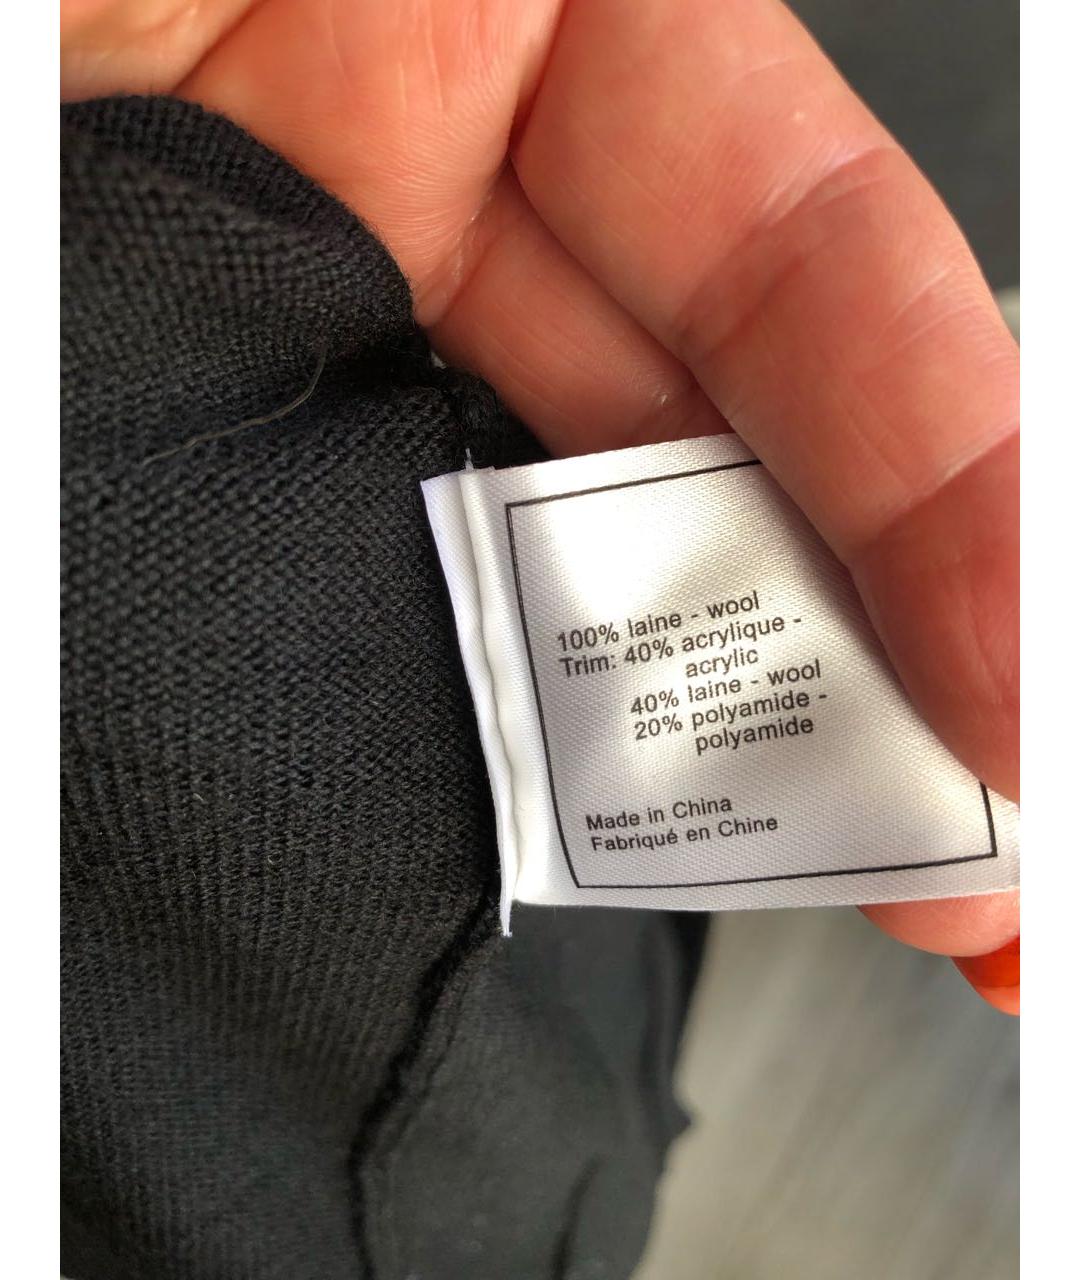 100% laine - wool
Trim: 40% acrylique -
acrylic
40% laine - wool
20% polyamide -
polyamide
Made in China
Fabriqué en Chine